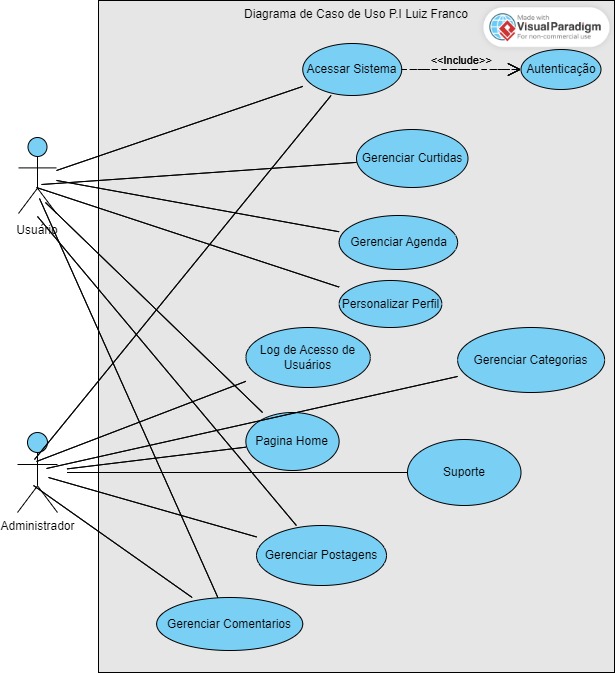 Diagrama de Caso de Uso P.I Luiz Franco
Made with
Visual Paradigm
For non-commercial use
Acessar Sistema
<<Include>>
Autenticação
Gerenciar Curtidas
Usuário
Gerenciar Agenda
Personalizar Perfil
Log de Acesso de
Usuários
Gerenciar Categorias
Pagina Home
Suporte
Administrador
Gerenciar Postagens
Gerenciar Comentarios